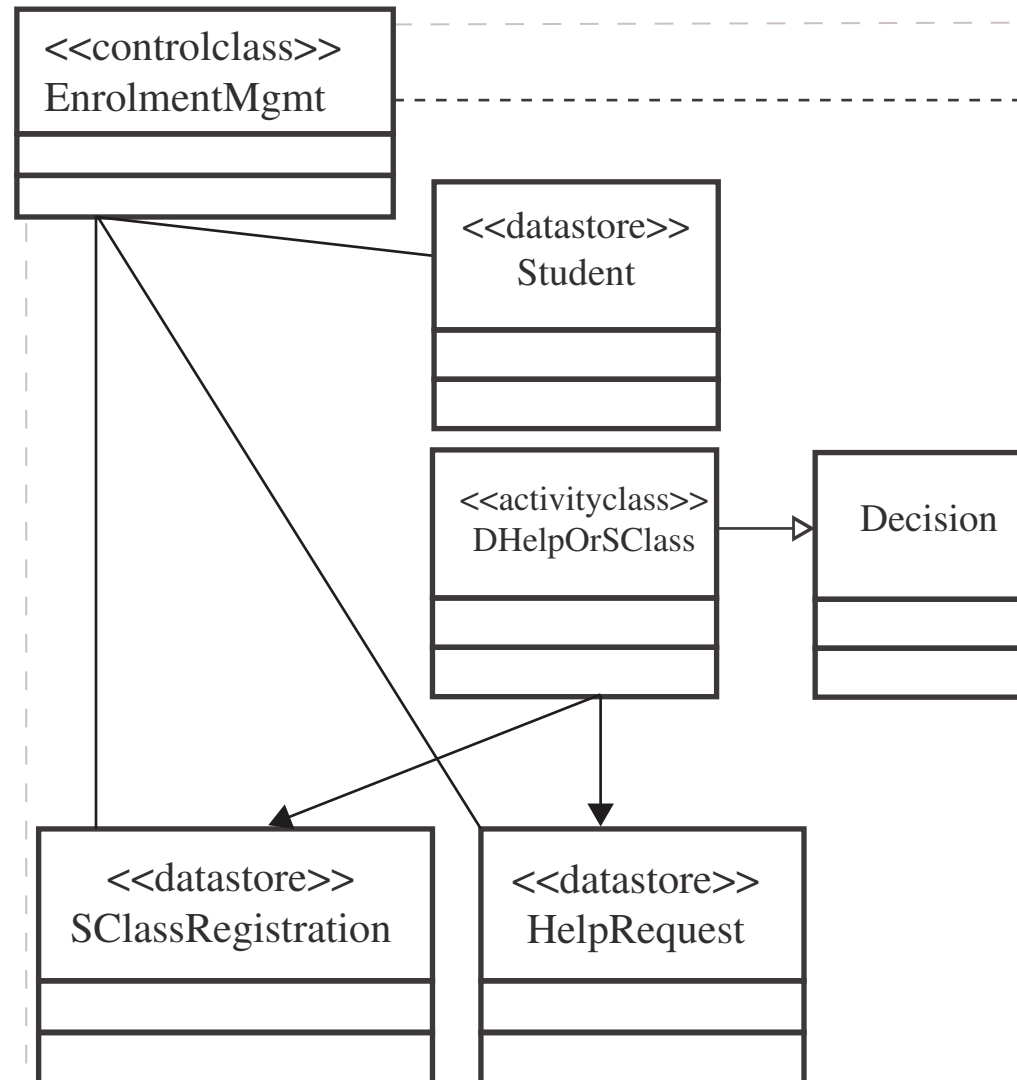 <<controlclass>>
EnrolmentMgmt
<<datastore>>
Student
<<activityclass>>
DHelpOrSClass
Decision
<<datastore>>
SClassRegistration
<<datastore>>
HelpRequest